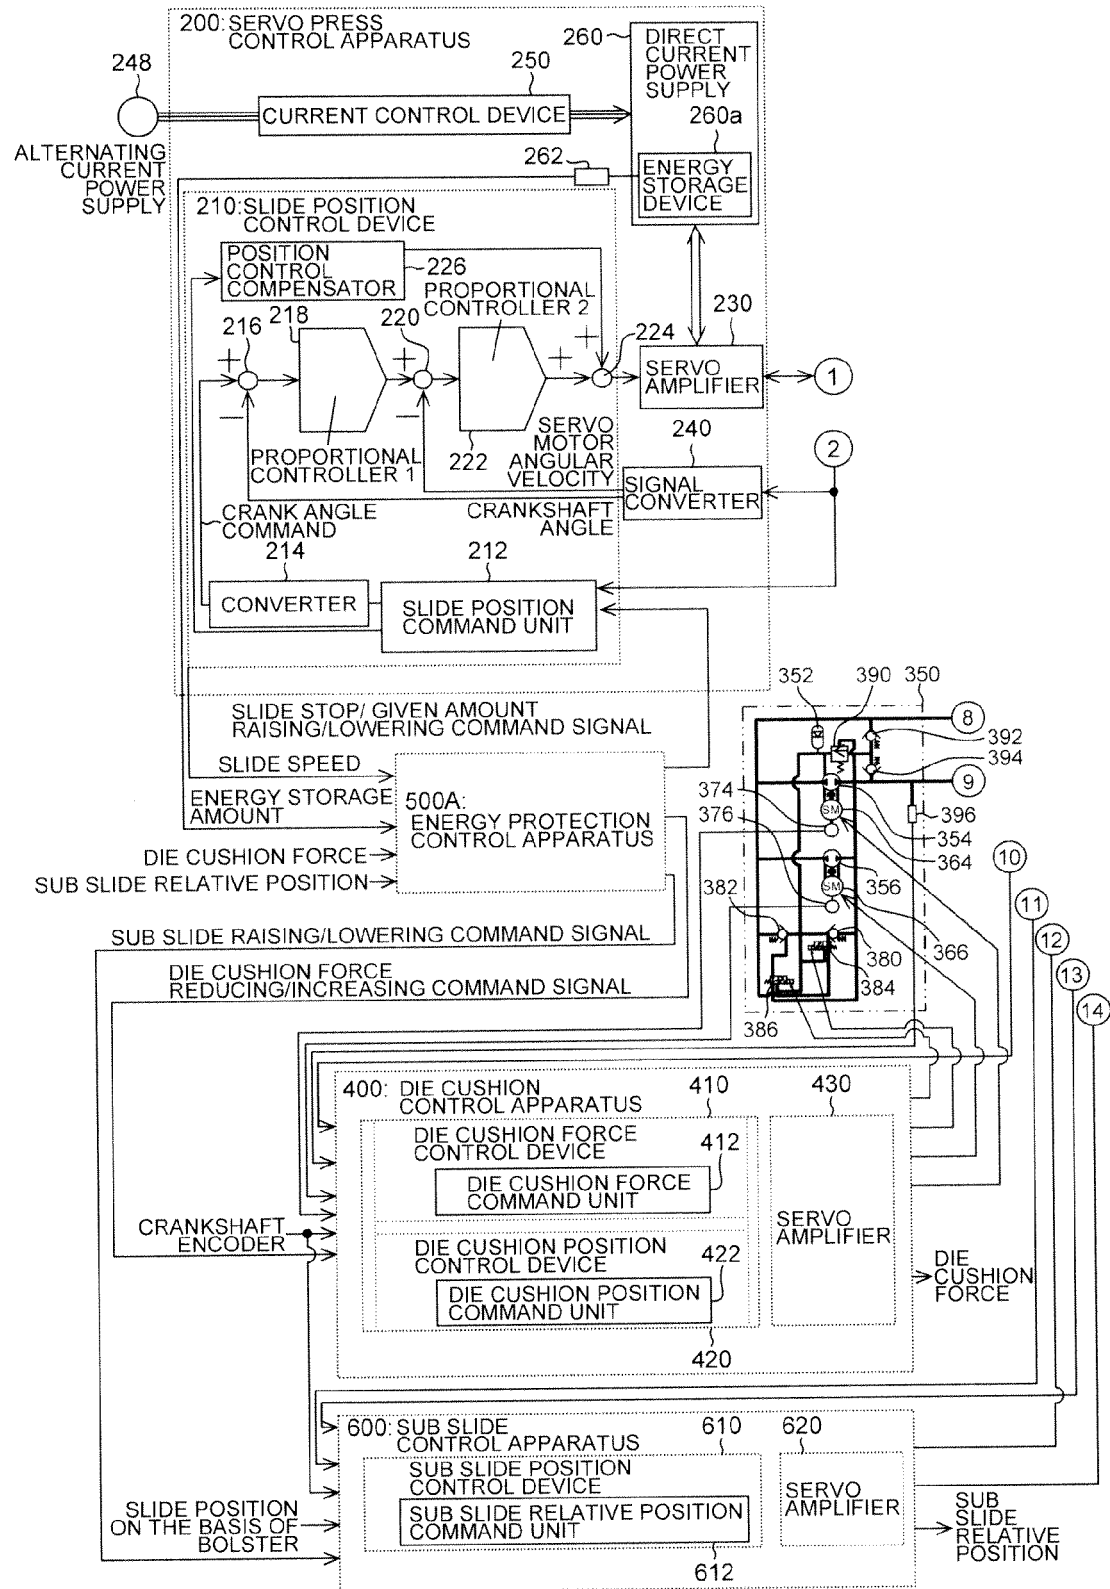 200: SERVO PRESS
CONTROL APPARATUS
260
DIRECT
CURRENT
POWER
SUPPLY
248
250
CURRENT CONTROL DEVICE
260a
ALTERNATING
CURRENT
POWER
SUPPLY
262
ENERGY
STORAGE
DEVICE
210: SLIDE POSITION
CONTROL DEVICE
POSITION
CONTROL
COMPENSATOR
226
PROPORTIONAL
CONTROLLER 2
216
218
220
224
230
+
−
+
−
+
+
SERVO
AMPLIFIER
1
PROPORTIONAL
CONTROLLER 1
222
SERVO
MOTOR
ANGULAR
VELOCITY
240
2
SIGNAL
CONVERTER
CRANK ANGLE
COMMAND
CRANKSHAFT
ANGLE
214
212
CONVERTER
SLIDE POSITION
COMMAND UNIT
SLIDE STOP/ GIVEN AMOUNT
RAISING/LOWERING COMMAND SIGNAL
352
390
350
8
392
394
9
SLIDE SPEED
ENERGY STORAGE
AMOUNT
500A:
ENERGY PROTECTION
CONTROL APPARATUS
374
376
SM
396
354
364
DIE CUSHION FORCE
SUB SLIDE RELATIVE POSITION
SM
356
10
11
12
13
14
382
366
380
384
386
SUB SLIDE RAISING/LOWERING COMMAND SIGNAL
DIE CUSHION FORCE
REDUCING/INCREASING COMMAND SIGNAL
400: DIE CUSHION
CONTROL APPARATUS
410
430
DIE CUSHION FORCE
CONTROL DEVICE
412
DIE CUSHION FORCE
COMMAND UNIT
CRANKSHAFT
ENCODER
SERVO
AMPLIFIER
DIE CUSHION POSITION
CONTROL DEVICE
422
DIE CUSHION POSITION
COMMAND UNIT
DIE
CUSHION
FORCE
420
600: SUB SLIDE
CONTROL APPARATUS
610
620
SUB SLIDE POSITION
CONTROL DEVICE
SUB SLIDE RELATIVE POSITION
COMMAND UNIT
SERVO
AMPLIFIER
SLIDE POSITION
ON THE BASIS OF
BOLSTER
612
SUB
SLIDE
RELATIVE
POSITION